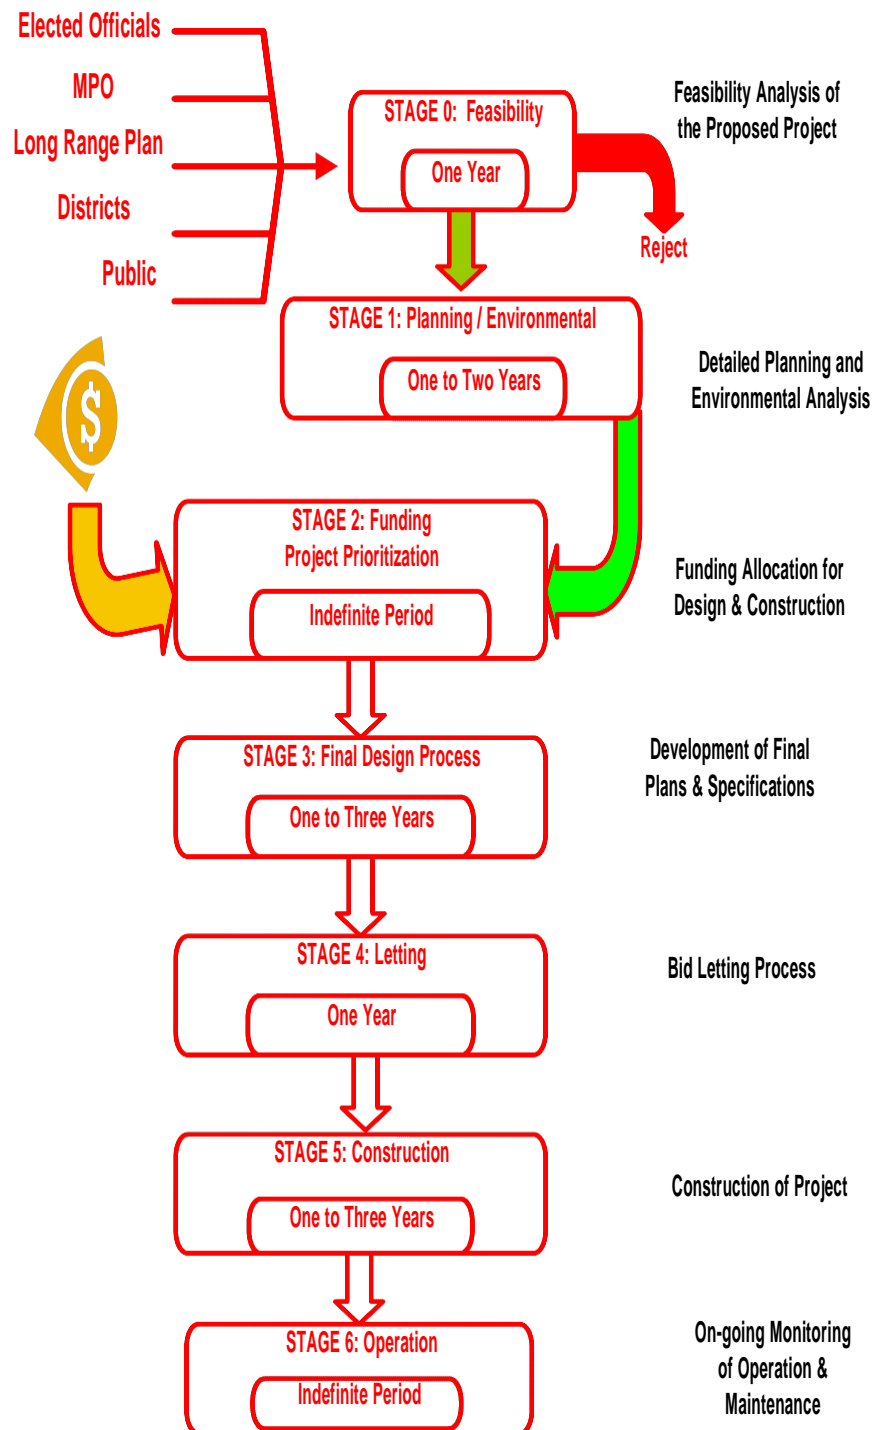 Elected Officials
MPO
Long Range Plan
Districts
Public
STAGE 0: Feasibility
One Year
Feasibility Analysis of
the Proposed Project
Reject
STAGE 1: Planning / Environmental
One to Two Years
Detailed Planning and
Environmental Analysis
$
STAGE 2: Funding
Project Prioritization
Indefinite Period
Funding Allocation for
Design & Construction
STAGE 3: Final Design Process
One to Three Years
Development of Final
Plans & Specifications
STAGE 4: Letting
One Year
Bid Letting Process
STAGE 5: Construction
One to Three Years
Construction of Project
STAGE 6: Operation
Indefinite Period
On-going Monitoring
of Operation &
Maintenance